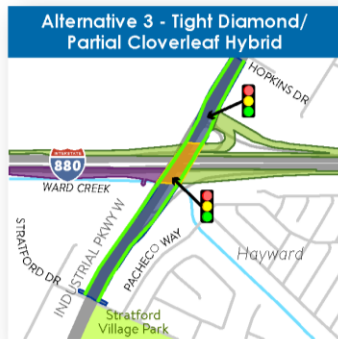 Alternative 3 - Tight Diamond/
Partial Cloverleaf Hybrid
HOPKINS DR
INTERSTATE
880
WARD CREEK
STRATFORD DR
INDUSTRIAL PKWY W
PACHECO WAY
Hayward
Stratford
Village Park